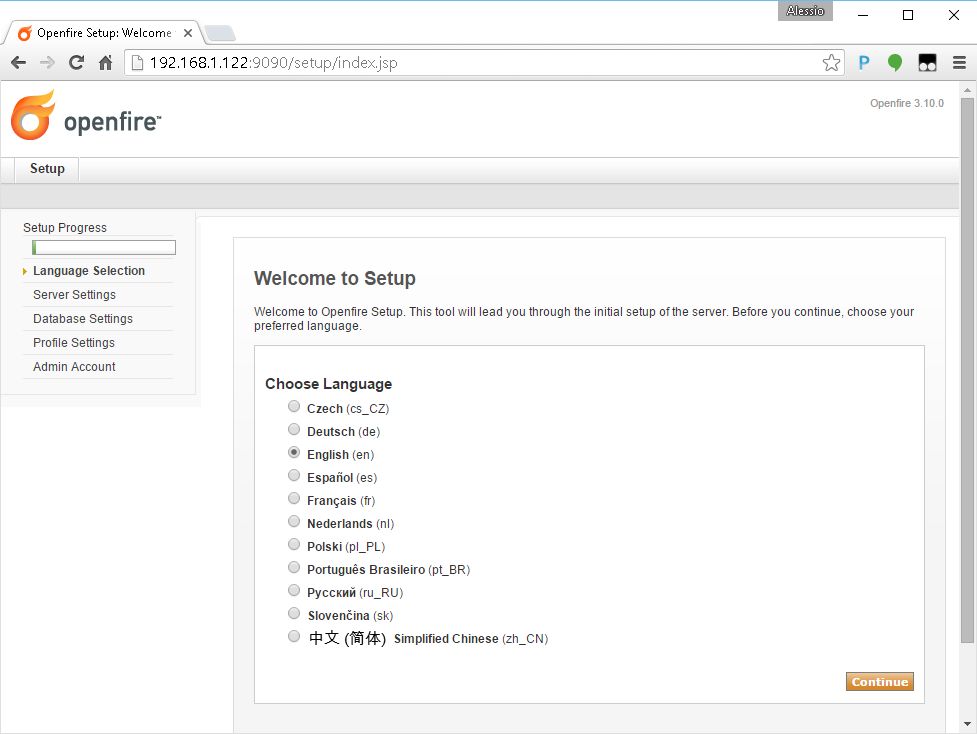 Alessio
Openfire Setup: Welcome
192.168.1.122:9090/setup/index.jsp
P
openfire™
Openfire 3.10.0
Setup
Setup Progress
Language Selection
Server Settings
Database Settings
Profile Settings
Admin Account
Welcome to Setup
Welcome to Openfire Setup. This tool will lead you through the initial setup of the server. Before you continue, choose your
preferred language.
Choose Language
Czech (cs_CZ)
Deutsch (de)
English (en)
Español (es)
Français (fr)
Nederlands (nl)
Polski (pl_PL)
Português Brasileiro (pt_BR)
Русский (ru_RU)
Slovenčina (sk)
中文 (简体) Simplified Chinese (zh_CN)
Continue